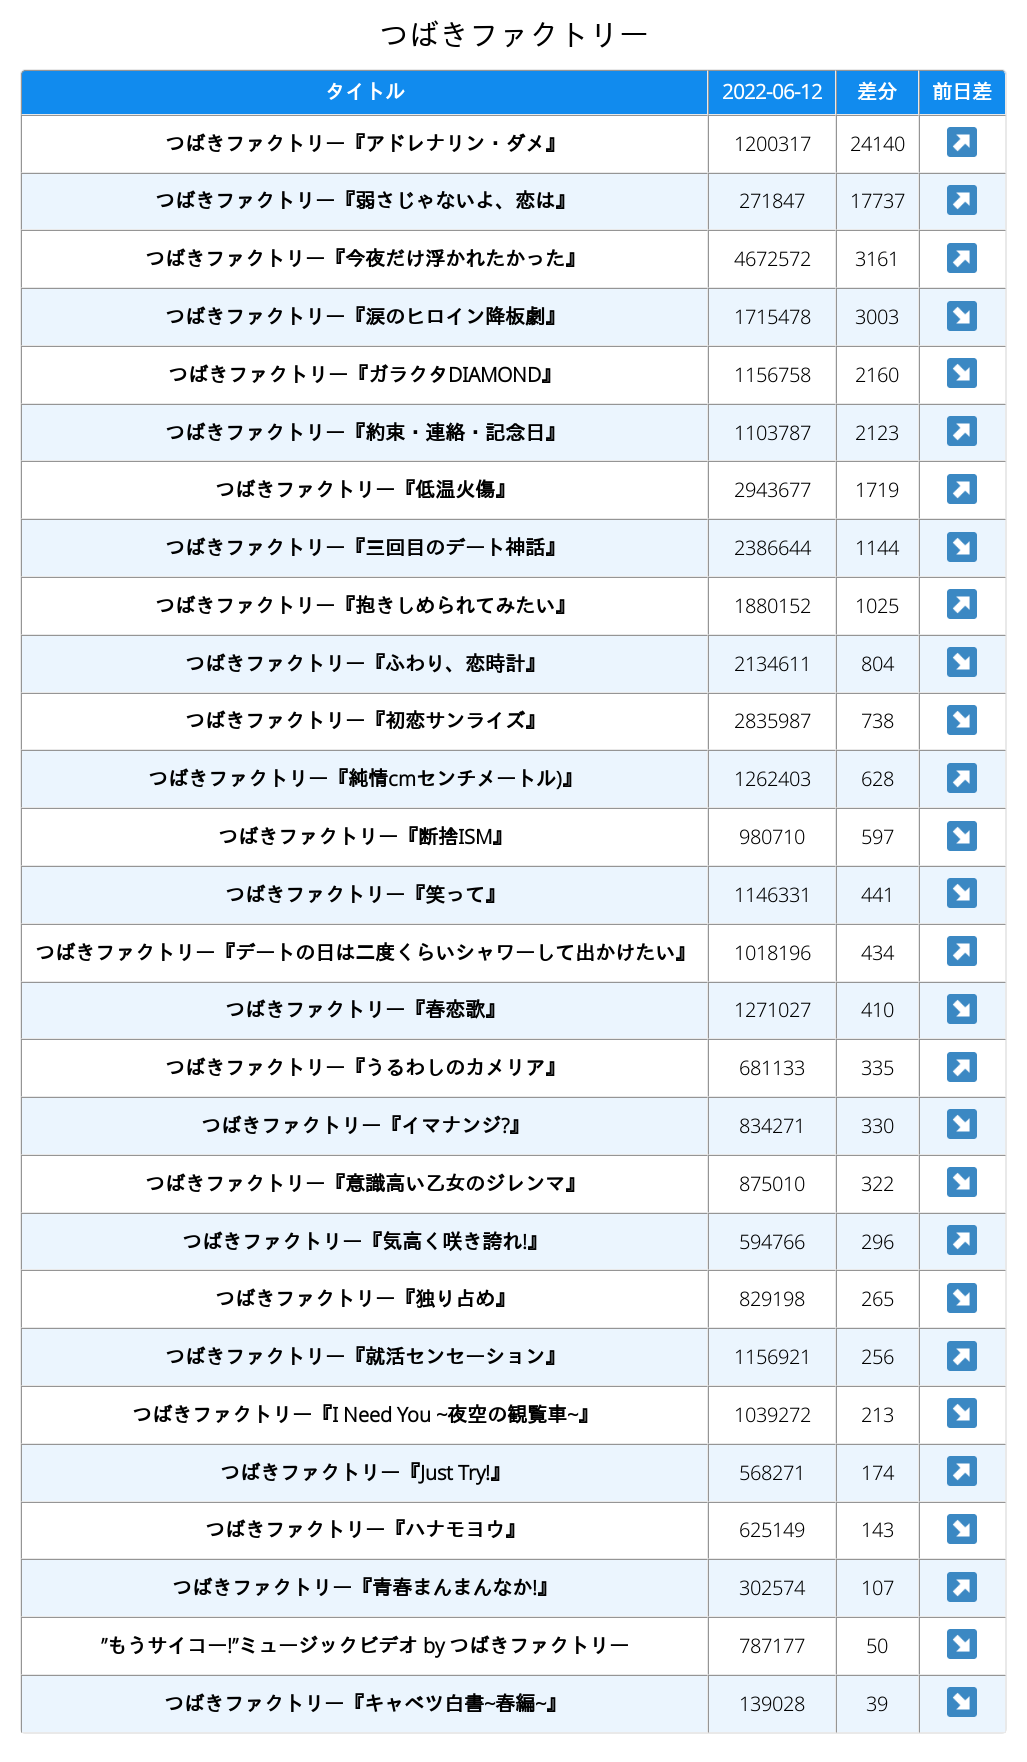 つばきファクトリー
タイトル 2022-06-12 差分 前日差
つばきファクトリー『アドレナリン・ダメ』 1200317 24140
つばきファクトリー『弱さじゃないよ、恋は』 271847 17737
つばきファクトリー『今夜だけ浮かれたかった』 4672572 3161
つばきファクトリー『涙のヒロイン降板劇』 1715478 3003
つばきファクトリー『ガラクタDIAMOND』 1156758 2160
つばきファクトリー『約束・連絡・記念日』 1103787 2123
つばきファクトリー『低温火傷』 2943677 1719
つばきファクトリー『三回目のデート神話』 2386644 1144
つばきファクトリー『抱きしめられてみたい』 1880152 1025
つばきファクトリー『ふわり、恋時計』 2134611 804
つばきファクトリー『初恋サンライズ』 2835987 738
つばきファクトリー『純情cmセンチメートル)』 1262403 628
つばきファクトリー『断捨ISM』 980710 597
つばきファクトリー『笑って』 1146331 441
つばきファクトリー『デートの日は二度くらいシャワーして出かけたい』 1018196 434
つばきファクトリー『春恋歌』 1271027 410
つばきファクトリー『うるわしのカメリア』 681133 335
つばきファクトリー『イマナンジ?』 834271 330
つばきファクトリー『意識高い乙女のジレンマ』 875010 322
つばきファクトリー『気高く咲き誇れ!』 594766 296
つばきファクトリー『独り占め』 829198 265
つばきファクトリー『就活センセーション』 1156921 256
つばきファクトリー『I Need You ~夜空の観覧車~』 1039272 213
つばきファクトリー『Just Try!』 568271 174
つばきファクトリー『ハナモヨウ』 625149 143
つばきファクトリー『青春まんまんなか!』 302574 107
”もうサイコー!”ミュージックビデオ by つばきファクトリー 787177 50
つばきファクトリー『キャベツ白書~春編~』 139028 39